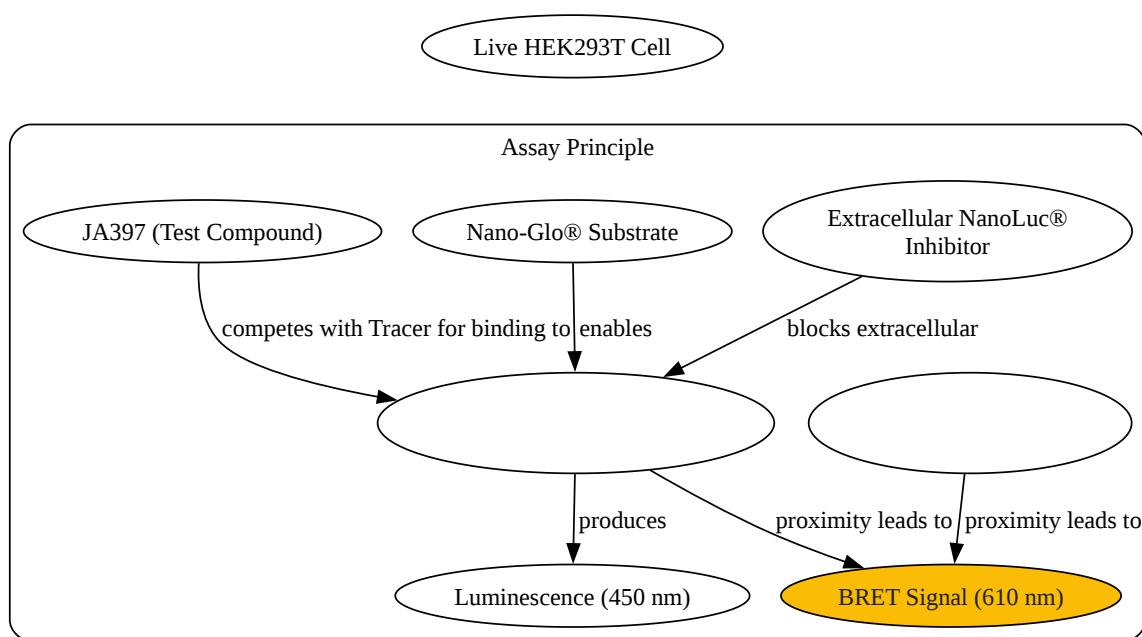 Live HEK293T Cell
Assay Principle
JA397 (Test Compound)
Nano-Glo® Substrate
Extracellular NanoLuc®
Inhibitor
competes with Tracer for binding to
enables
blocks extracellular
produces
proximity leads to
proximity leads to
Luminescence (450 nm)
BRET Signal (610 nm)